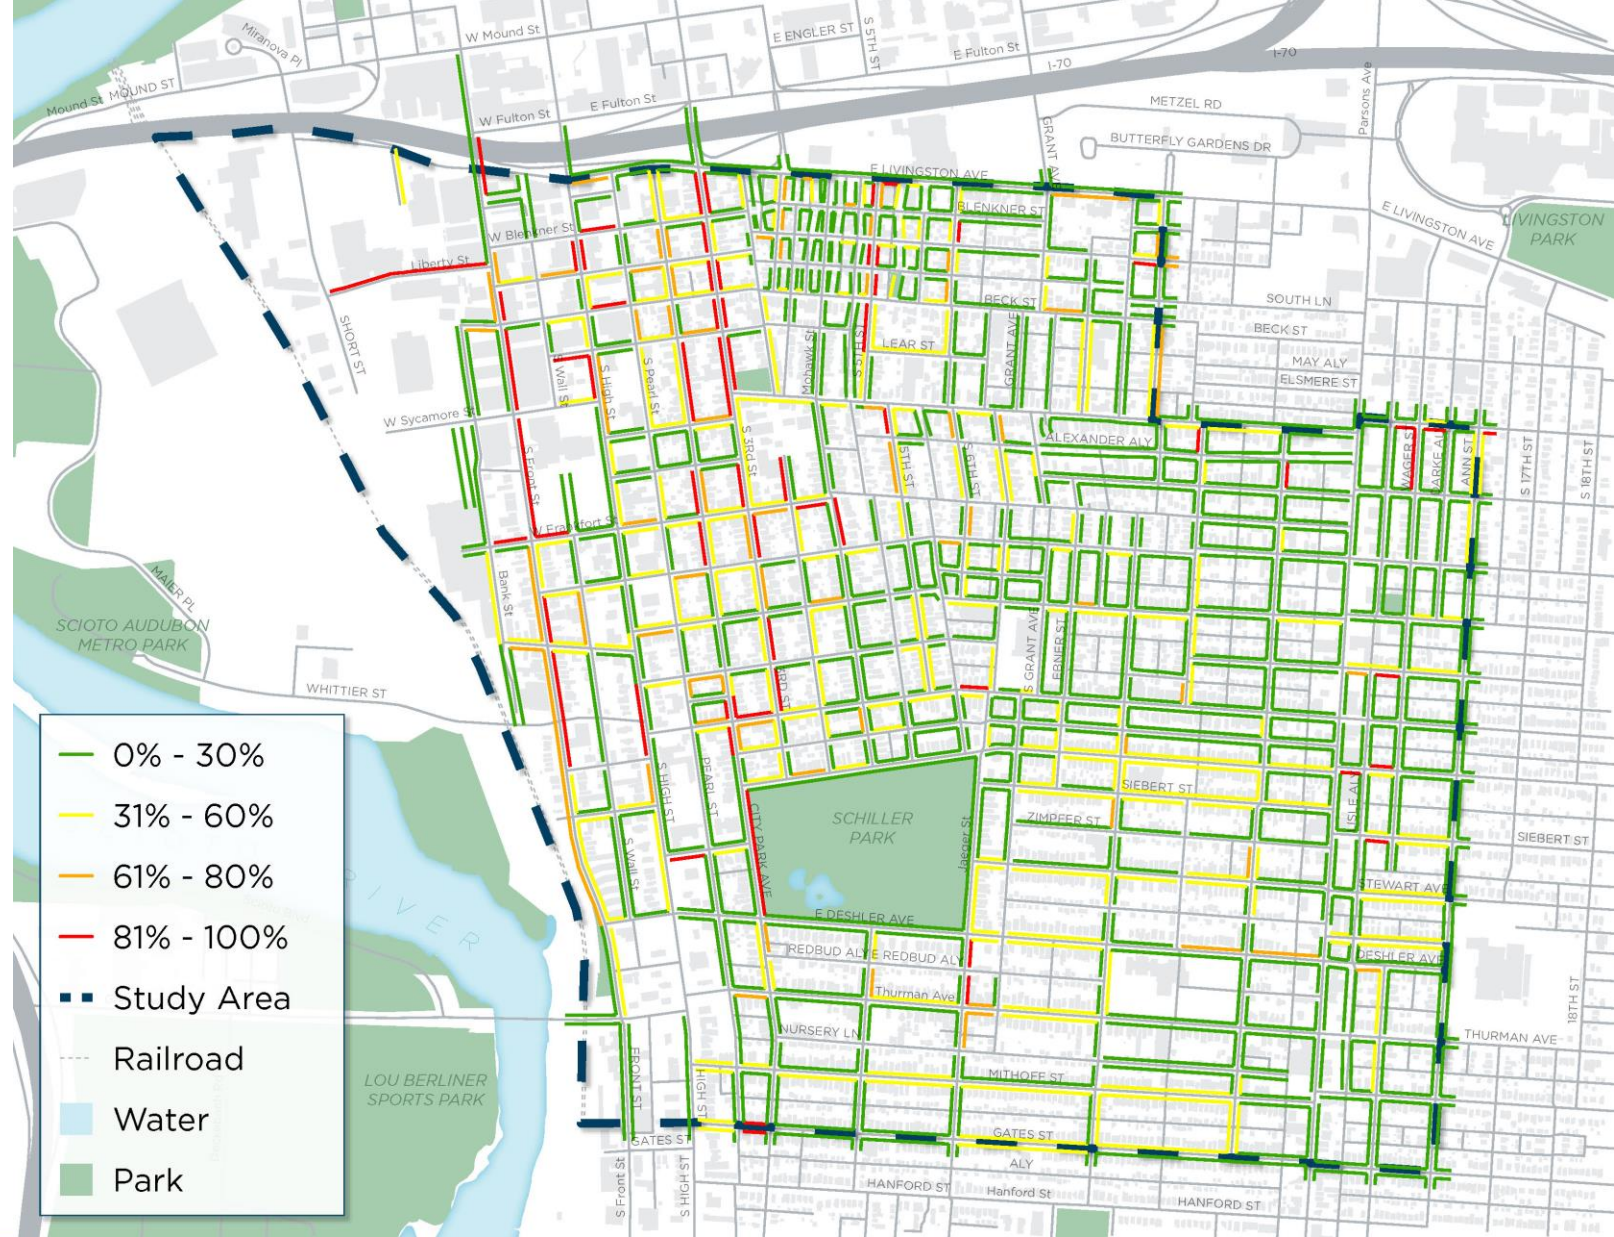 W Mound St
E ENGLER ST
S 5TH ST
E Fulton St
I-70
I-70
Miranova Pl
Mound St
MOUND ST
W Fulton St
E Fulton St
METZEL RD
Parsons Ave
GRANT AVE
BUTTERFLY GARDENS DR
E LIVINGSTON AVE
BLENKNER ST
E LIVINGSTON AVE
LIVINGSTON
PARK
W Blenkner St
Liberty St
SHORT ST
BECK ST
SOUTH LN
BECK ST
MAY ALY
ELSMERE ST
LEAR ST
GRANT AVE
Mohawk St
S 5TH ST
S Wall St
S High St
S Pearl St
W Sycamore St
S 3Rd St
S Front St
ALEXANDER ALY
5TH ST
S 6TH ST
WAGER S
PARKE AL
ANN ST
S 17TH ST
S 18TH ST
W Frankfort St
Bank St
MAIER PL
SCIOTO AUDUBON
METRO PARK
WHITTIER ST
S GRANT AVE
EBNER ST
3RD ST
S HIGH ST
PEARL ST
CITY PARK AVE
SCHILLER
PARK
Jaeger St
SIEBERT ST
ZIMPFER ST
ISLE ALY
SIEBERT ST
STEWART AVE
S Wall St
E DESHLER AVE
REDBUD ALY
E REDBUD ALY
DESHLER AVE
Thurman Ave
NURSERY LN
THURMAN AVE
18TH ST
MITHOFF ST
FRONT ST
HIGH ST
GATES ST
GATES ST
ALY
HANFORD ST
Hanford St
HANFORD ST
S Front St
S HIGH ST
LOU BERLINER
SPORTS PARK
RIVER
0% - 30%
31% - 60%
61% - 80%
81% - 100%
Study Area
Railroad
Water
Park